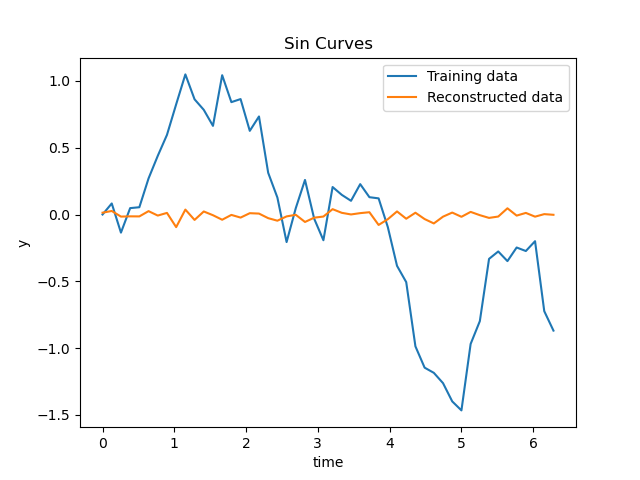 Sin Curves
Training data
Reconstructed data
1.0
0.5
0.0
−0.5
−1.0
−1.5
y
0 1 2 3 4 5 6
time